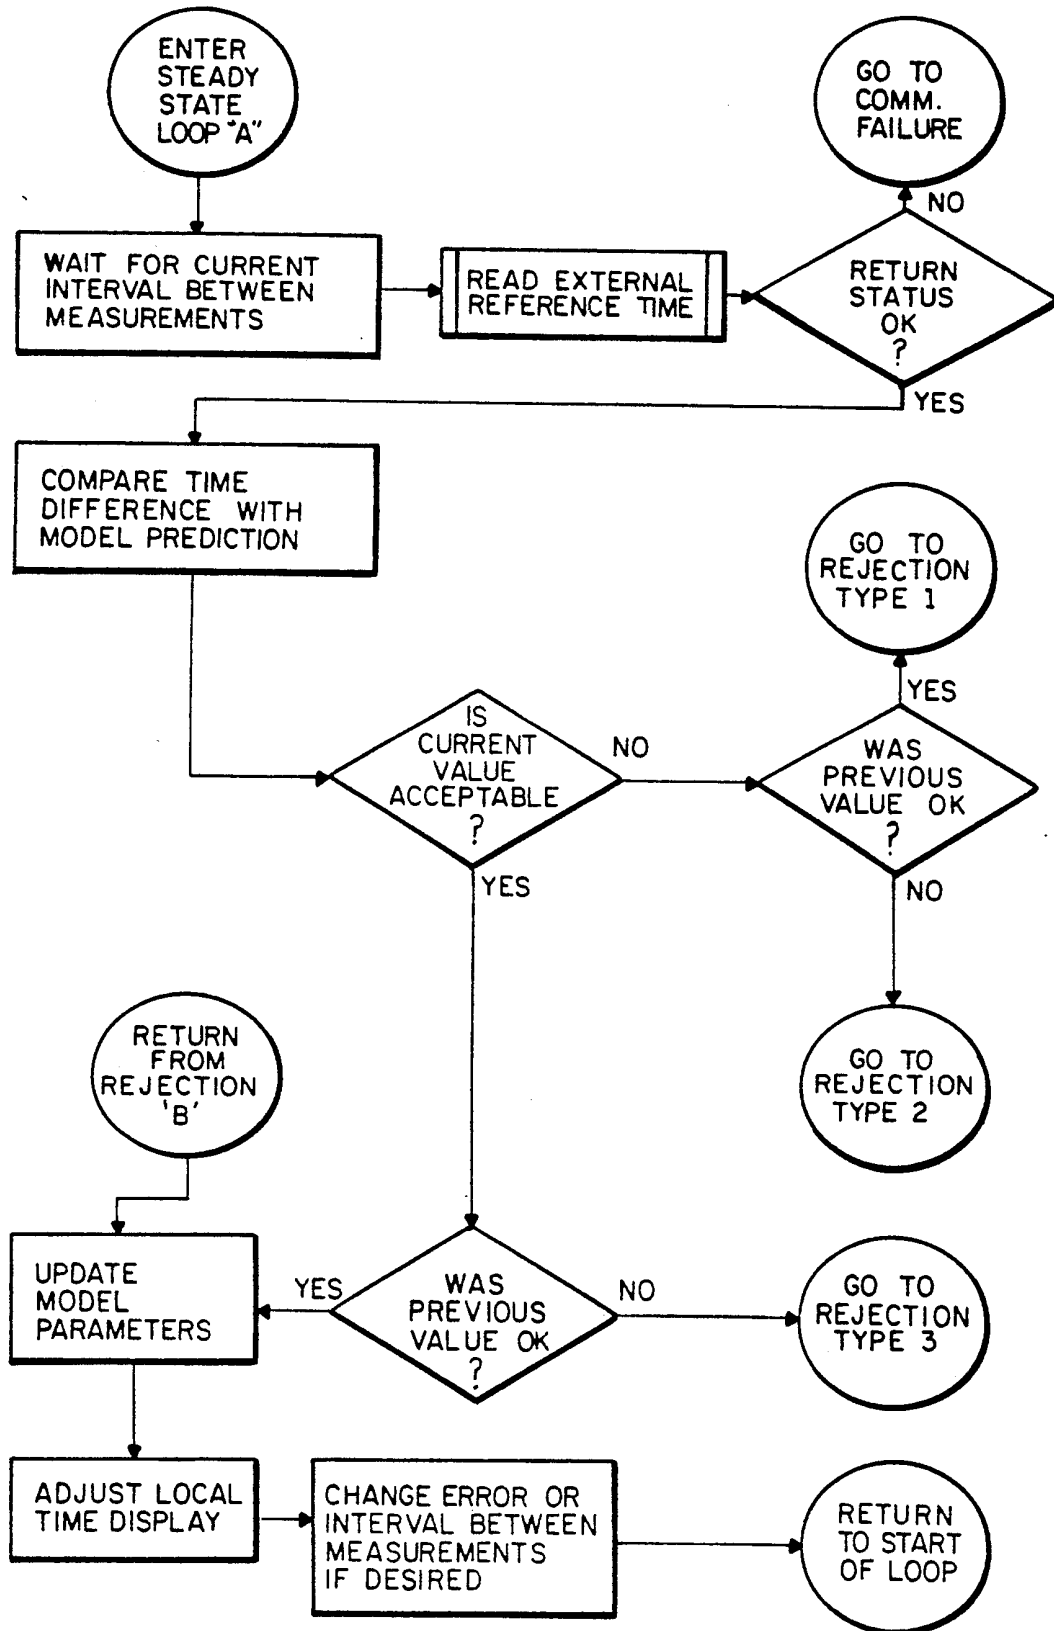 ENTER
STEADY
STATE
LOOP "A"
GO TO
COMM.
FAILURE
NO
WAIT FOR CURRENT
INTERVAL BETWEEN
MEASUREMENTS
READ EXTERNAL
REFERENCE TIME
RETURN
STATUS
OK
?
YES
COMPARE TIME
DIFFERENCE WITH
MODEL PREDICTION
GO TO
REJECTION
TYPE 1
YES
IS
CURRENT
VALUE
ACCEPTABLE
?
NO
WAS
PREVIOUS
VALUE OK
?
YES
NO
RETURN
FROM
REJECTION
'B'
GO TO
REJECTION
TYPE 2
UPDATE
MODEL
PARAMETERS
YES
WAS
PREVIOUS
VALUE OK
?
NO
GO TO
REJECTION
TYPE 3
ADJUST LOCAL
TIME DISPLAY
CHANGE ERROR OR
INTERVAL BETWEEN
MEASUREMENTS
IF DESIRED
RETURN
TO START
OF LOOP